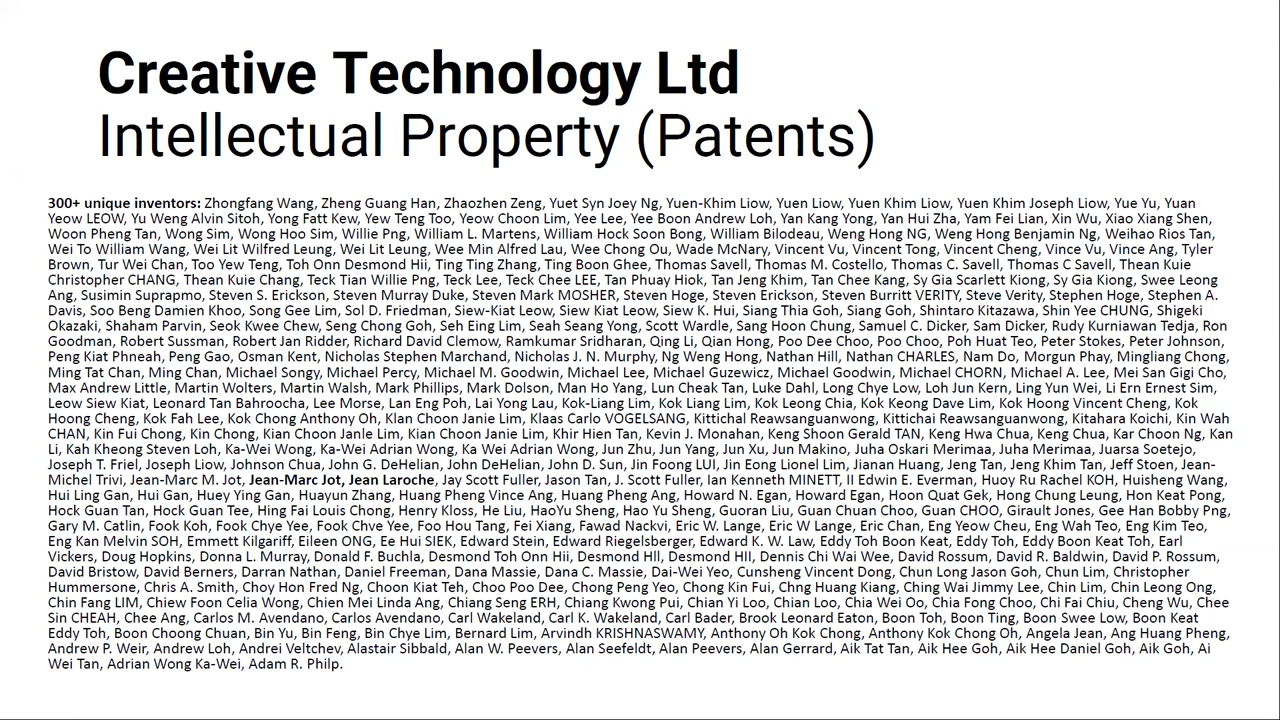 Creative Technology Ltd
Intellectual Property (Patents)
300+ unique inventors: Zhongfang Wang, Zheng Guang Han, Zhaozhen Zeng, Yuet Syn Joey Ng, Yuen-Khim Liow, Yuen Liow, Yuen Khim Liow, Yuen Khim Joseph Liow, Yue Yu, Yuan
Yeow LEOW, Yu Weng Alvin Sitoh, Yong Fatt Kew, Yew Teng Too, Yeow Choon Lim, Yee Lee, Yee Boon Andrew Loh, Yan Kang Yong, Yan Hui Zha, Yam Fei Lian, Xin Wu, Xiao Xiang Shen,
Woon Pheng Tan, Wong Sim, Wong Hoo Sim, Willie Png, William L. Martens, William Hock Soon Bong, William Bilodeau, Weng Hong NG, Weng Hong Benjamin Ng, Weihao Rios Tan,
Wei To William Wang, Wei Lit Wilfred Leung, Wei Lit Leung, Wee Min Alfred Lau, Wee Chong Ou, Wade McNary, Vincent Vu, Vincent Tong, Vincent Cheng, Vince Vu, Vince Ang, Tyler
Brown, Tur Wei Chan, Too Yew Teng, Toh Onn Desmond Hii, Ting Ting Zhang, Ting Boon Ghee, Thomas Savell, Thomas M. Costello, Thomas C. Savell, Thomas C Savell, Thean Kuie
Christopher CHANG, Thean Kuie Chang, Teck Tian Willie Png, Teck Lee, Teck Chee LEE, Tan Phuay Hiok, Tan Jeng Khim, Tan Chee Kang, Sy Gia Scarlett Kiong, Sy Gia Kiong, Swee Leong
Ang, Susimin Suprapmo, Steven S. Erickson, Steven Murray Duke, Steven Mark MOSHER, Steven Hoge, Steven Erickson, Steven Burritt VERITY, Steve Verity, Stephen Hoge, Stephen A.
Davis, Soo Beng Damien Khoo, Song Gee Lim, Sol D. Friedman, Siew-Kiat Leow, Siew Kiat Leow, Siew K. Hui, Siang Thia Goh, Siang Goh, Shintaro Kitazawa, Shin Yee CHUNG, Shigeki
Okazaki, Shaham Parvin, Seok Kwee Chew, Seng Chong Goh, Seh Eing Lim, Seah Seang Yong, Scott Wardle, Sang Hoon Chung, Samuel C. Dicker, Sam Dicker, Rudy Kurniawan Tedja, Ron
Goodman, Robert Sussman, Robert Jan Ridder, Richard David Clemow, Ramkumar Sridharan, Qing Li, Qian Hong, Poo Dee Choo, Poo Choo, Poh Huat Teo, Peter Stokes, Peter Johnson,
Peng Kiat Phneah, Peng Gao, Osman Kent, Nicholas Stephen Marchand, Nicholas J. N. Murphy, Ng Weng Hong, Nathan Hill, Nathan CHARLES, Nam Do, Morgun Phay, Mingliang Chong,
Ming Tat Chan, Ming Chan, Michael Songy, Michael Percy, Michael M. Goodwin, Michael Lee, Michael Guzewicz, Michael Goodwin, Michael CHORN, Michael A. Lee, Mei San Gigi Cho,
Max Andrew Little, Martin Wolters, Martin Walsh, Mark Phillips, Mark Dolson, Man Ho Yang, Lun Cheak Tan, Luke Dahl, Long Chye Low, Loh Jun Kern, Ling Yun Wei, Li Ern Ernest Sim,
Leow Siew Kiat, Leonard Tan Bahroocha, Lee Morse, Lan Eng Poh, Lai Yong Lau, Kok-Liang Lim, Kok Liang Lim, Kok Leong Chia, Kok Keong Dave Lim, Kok Hoong Vincent Cheng, Kok
Hoong Cheng, Kok Fah Lee, Kok Chong Anthony Oh, Klan Choon Janie Lim, Klaas Carlo VOGELSANG, Kittichal Reawsanguanwong, Kittichai Reawsanguanwong, Kitahara Koichi, Kin Wah
CHAN, Kin Fui Chong, Kin Chong, Kian Choon Janle Lim, Kian Choon Janie Lim, Khir Hien Tan, Kevin J. Monahan, Keng Shoon Gerald TAN, Keng Hwa Chua, Keng Chua, Kar Choon Ng, Kan
Li, Kah Kheong Steven Loh, Ka-Wei Wong, Ka-Wei Adrian Wong, Ka Wei Adrian Wong, Jun Zhu, Jun Yang, Jun Xu, Jun Makino, Juha Oskari Merimaa, Juha Merimaa, Juarsa Soetejo,
Joseph T. Friel, Joseph Liow, Johnson Chua, John G. DeHelian, John DeHelian, John D. Sun, Jin Foong LUI, Jin Eong Lionel Lim, Jianan Huang, Jeng Tan, Jeng Khim Tan, Jeff Stoen, Jean-
Michel Trivi, Jean-Marc M. Jot, Jean-Marc Jot, Jean Laroche, Jay Scott Fuller, Jason Tan, J. Scott Fuller, Ian Kenneth MINETT, II Edwin E. Everman, Huoy Ru Rachel KOH, Huisheng Wang,
Hui Ling Gan, Hui Gan, Huey Ying Gan, Huayun Zhang, Huang Pheng Vince Ang, Huang Pheng Ang, Howard N. Egan, Howard Egan, Hoon Quat Gek, Hong Chung Leung, Hon Keat Pong,
Hock Guan Tan, Hock Guan Tee, Hing Fai Louis Chong, Henry Kloss, He Liu, HaoYu Sheng, Hao Yu Sheng, Guoran Liu, Guan Chuan Choo, Guan CHOO, Girault Jones, Gee Han Bobby Png,
Gary M. Catlin, Fook Koh, Fook Chye Yee, Fook Chve Yee, Foo Hou Tang, Fei Xiang, Fawad Nackvi, Eric W. Lange, Eric W Lange, Eric Chan, Eng Yeow Cheu, Eng Wah Teo, Eng Kim Teo,
Eng Kan Melvin SOH, Emmett Kilgariff, Eileen ONG, Ee Hui SIEK, Edward Stein, Edward Riegelsberger, Edward K. W. Law, Eddy Toh Boon Keat, Eddy Toh, Eddy Boon Keat Toh, Earl
Vickers, Doug Hopkins, Donna L. Murray, Donald F. Buchla, Desmond Toh Onn Hii, Desmond Hll, Desmond HII, Dennis Chi Wai Wee, David Rossum, David R. Baldwin, David P. Rossum,
David Bristow, David Berners, Darran Nathan, Daniel Freeman, Dana Massie, Dana C. Massie, Dai-Wei Yeo, Cunsheng Vincent Dong, Chun Long Jason Goh, Chun Lim, Christopher
Hummersone, Chris A. Smith, Choy Hon Fred Ng, Choon Kiat Teh, Choo Poo Dee, Chong Peng Yeo, Chong Kin Fui, Chng Huang Kiang, Ching Wai Jimmy Lee, Chin Lim, Chin Leong Ong,
Chin Fang LIM, Chiew Foon Celia Wong, Chien Mei Linda Ang, Chiang Seng ERH, Chiang Kwong Pui, Chian Yi Loo, Chian Loo, Chia Wei Oo, Chia Fong Choo, Chi Fai Chiu, Cheng Wu, Chee
Sin CHEAH, Chee Ang, Carlos M. Avendano, Carlos Avendano, Carl Wakeland, Carl K. Wakeland, Carl Bader, Brook Leonard Eaton, Boon Toh, Boon Ting, Boon Swee Low, Boon Keat
Eddy Toh, Boon Choong Chuan, Bin Yu, Bin Feng, Bin Chye Lim, Bernard Lim, Arvindh KRISHNASWAMY, Anthony Oh Kok Chong, Anthony Kok Chong Oh, Angela Jean, Ang Huang Pheng,
Andrew P. Weir, Andrew Loh, Andrei Veltchev, Alastair Sibbald, Alan W. Peevers, Alan Seefeldt, Alan Peevers, Alan Gerrard, Aik Tat Tan, Aik Hee Goh, Aik Hee Daniel Goh, Aik Goh, Ai
Wei Tan, Adrian Wong Ka-Wei, Adam R. Philp.